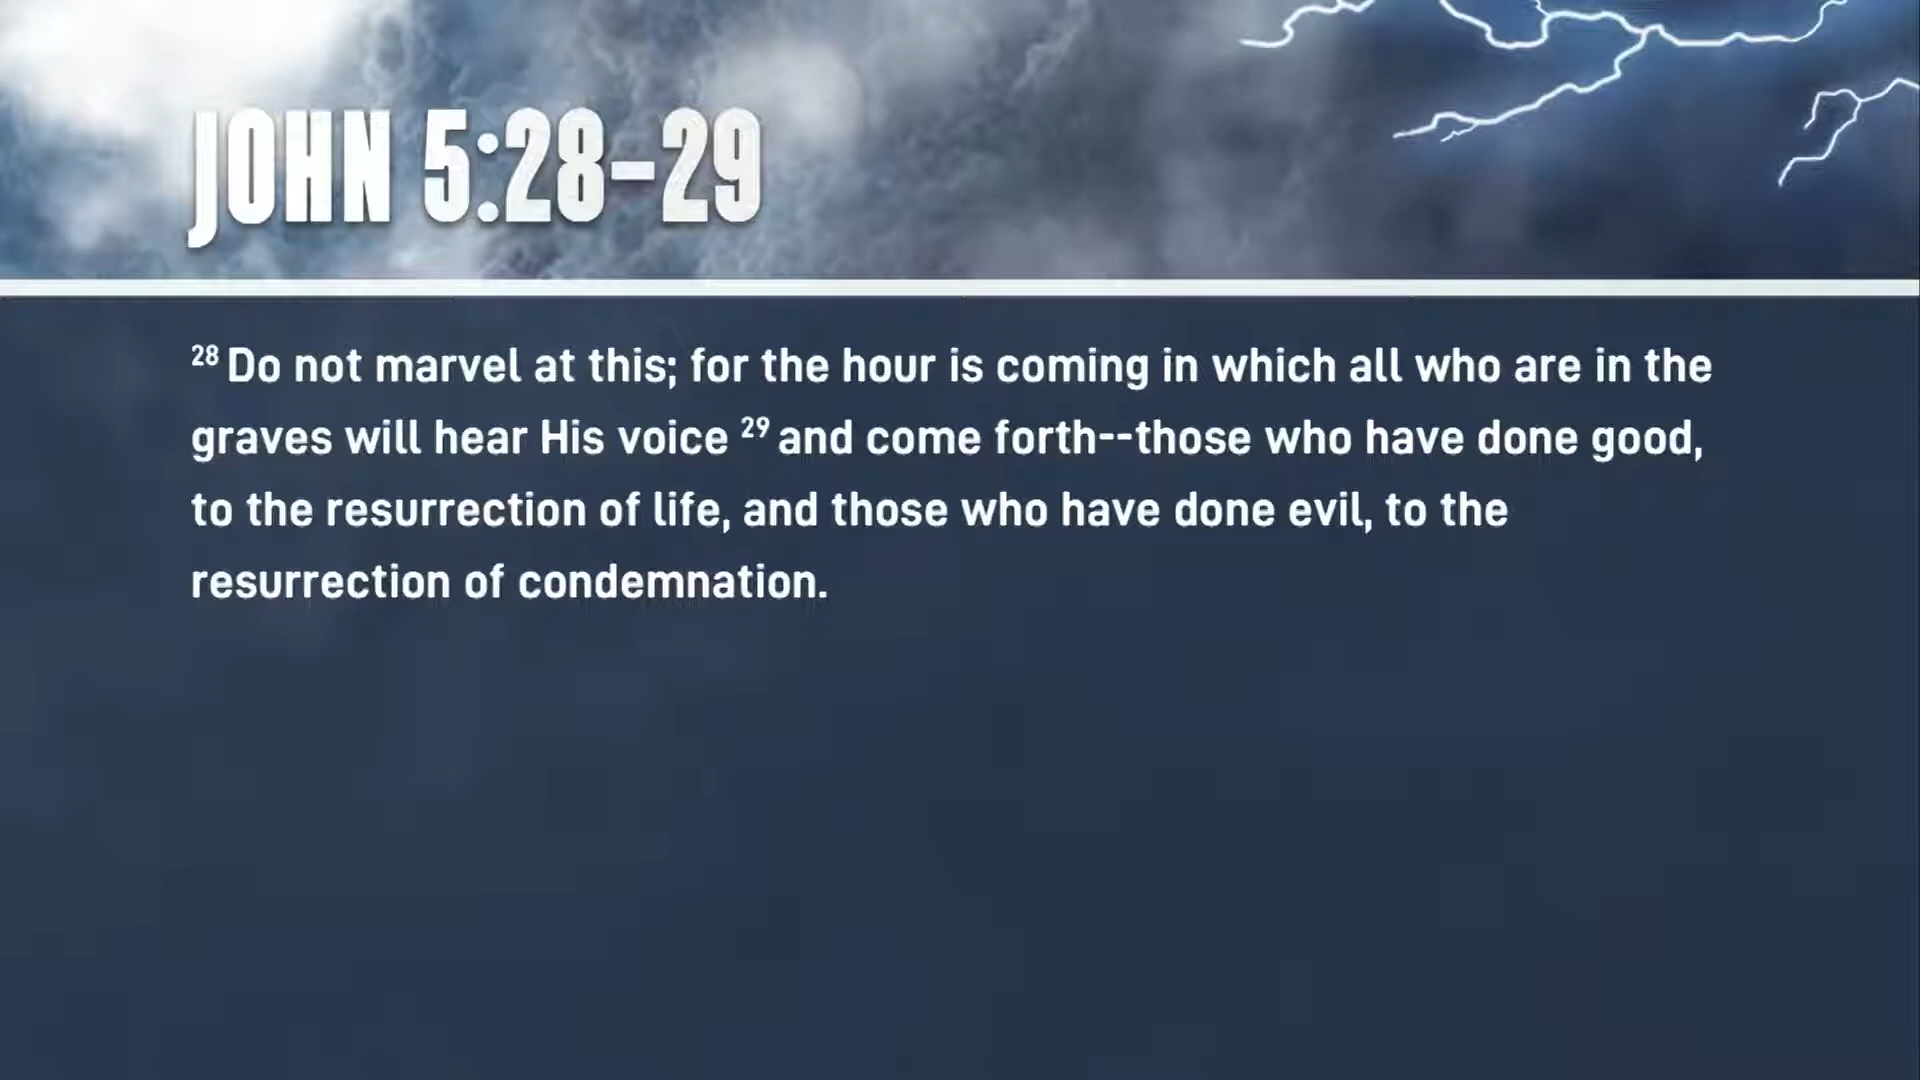 JOHN 5:28-29
28 Do not marvel at this; for the hour is coming in which all who are in the
graves will hear His voice 29 and come forth--those who have done good,
to the resurrection of life, and those who have done evil, to the
resurrection of condemnation.